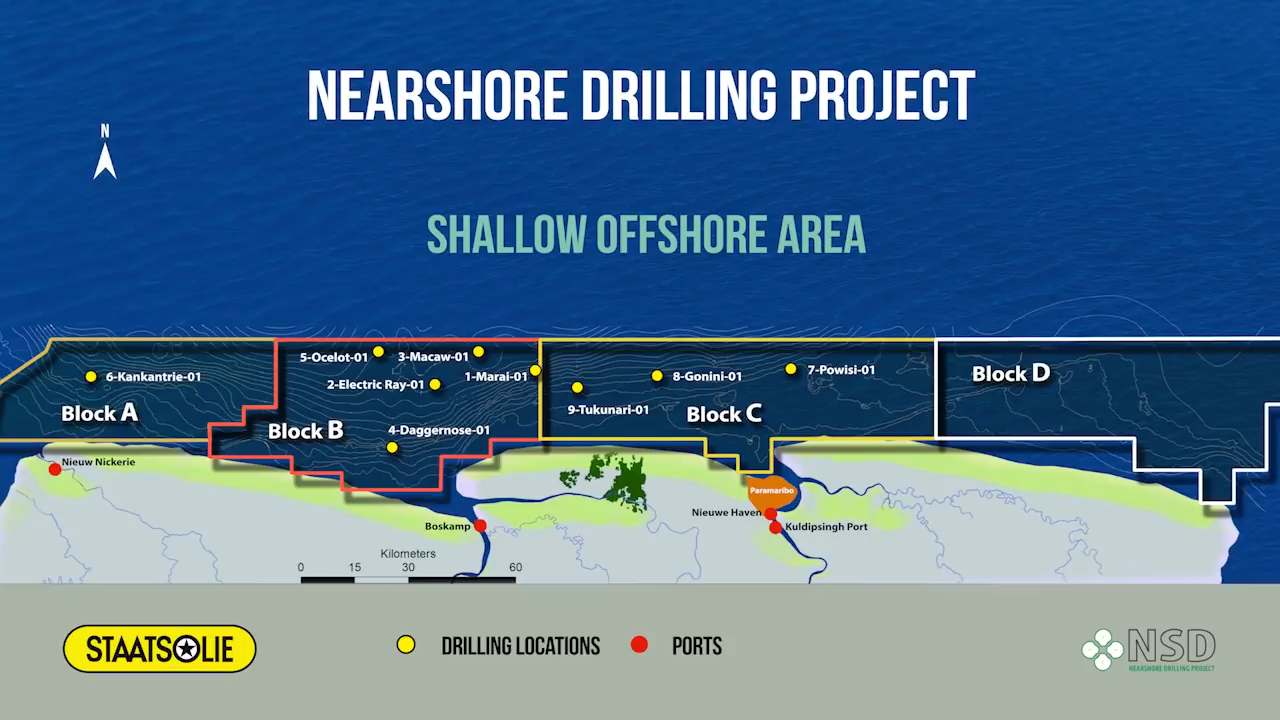 NEARSHORE DRILLING PROJECT
N
SHALLOW OFFSHORE AREA
5-Ocelot-01
3-Macaw-01
6-Kankantrie-01
2-Electric Ray-01
1-Marai-01
8-Gonini-01
7-Powisi-01
Block D
9-Tukunari-01
Block A
Block B
4-Daggernose-01
Block C
Nieuw Nickerie
Paramaribo
Nieuwe Haven
Boskamp
Kuldipsingh Port
Kilometers
0 15 30 60
STAATSOLIE
DRILLING LOCATIONS
PORTS
NSD
NEARSHORE DRILLING PROJECT